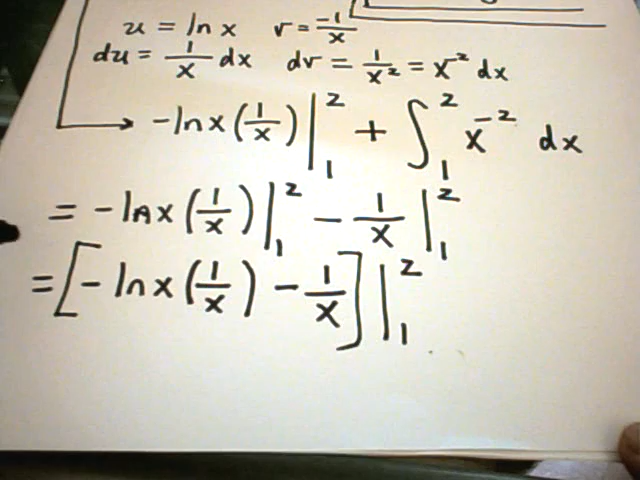 u = ln x   v = -1/x
du = 1/x dx   dv = 1/x² = x⁻² dx
→ -ln x (1/x) |₁² + ∫₁² x⁻² dx
= -ln x (1/x) |₁² - 1/x |₁²
= [-ln x (1/x) - 1/x] |₁²